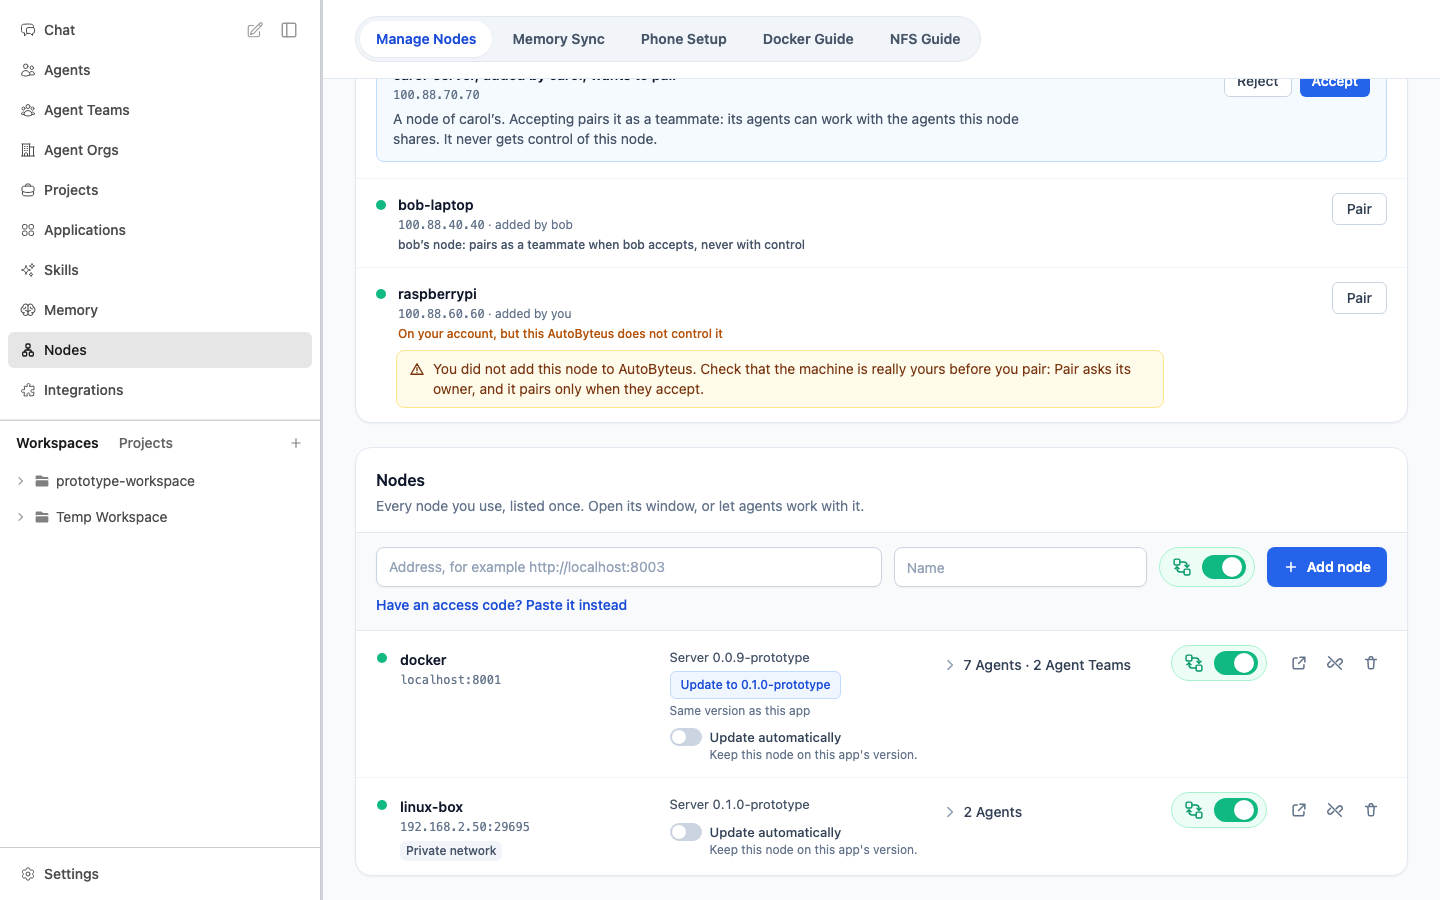 Chat
Agents
Agent Teams
Agent Orgs
Projects
Applications
Skills
Memory
Nodes
Integrations
Workspaces
Projects
prototype-workspace
Temp Workspace
Settings
Manage Nodes
Memory Sync
Phone Setup
Docker Guide
NFS Guide
100.88.70.70
Reject
Accept
A node of carol’s. Accepting pairs it as a teammate: its agents can work with the agents this node
shares. It never gets control of this node.
bob-laptop
100.88.40.40 · added by bob
bob’s node: pairs as a teammate when bob accepts, never with control
Pair
raspberrypi
100.88.60.60 · added by you
On your account, but this AutoByteus does not control it
Pair
You did not add this node to AutoByteus. Check that the machine is really yours before you pair: Pair asks its
owner, and it pairs only when they accept.
Nodes
Every node you use, listed once. Open its window, or let agents work with it.
Address, for example http://localhost:8003
Name
Add node
Have an access code? Paste it instead
docker
localhost:8001
Server 0.0.9-prototype
Update to 0.1.0-prototype
Same version as this app
Update automatically
Keep this node on this app's version.
7 Agents · 2 Agent Teams
linux-box
192.168.2.50:29695
Private network
Server 0.1.0-prototype
Update automatically
Keep this node on this app's version.
2 Agents